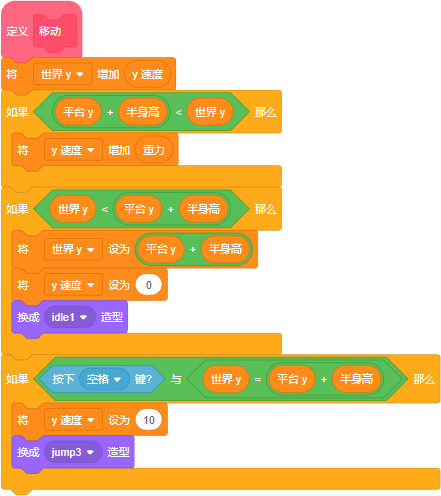 定义 移动
将 世界 y 增加 y 速度
如果 平台 y + 半身高 < 世界 y 那么
将 y 速度 增加 重力
如果 世界 y < 平台 y + 半身高 那么
将 世界 y 设为 平台 y + 半身高
将 y 速度 设为 0
换成 idle1 造型
如果 按下 空格 键? 与 世界 y = 平台 y + 半身高 那么
将 y 速度 设为 10
换成 jump3 造型